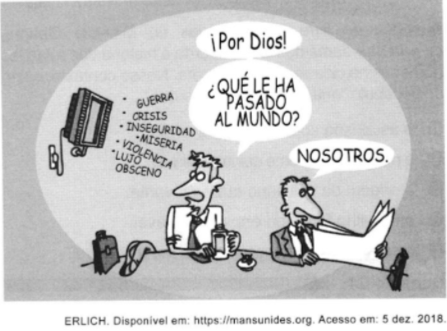 ¡Por Dios!
¿QUÉ LE HA
PASADO
AL MUNDO?
• GUERRA
• CRISIS
• INSEGURIDAD
• MISERIA
• VIOLENCIA
• LUJO
OBSCENO
NOSOTROS.
ERLICH. Disponível em: https://mansunides.org. Acesso em: 5 dez. 2018.